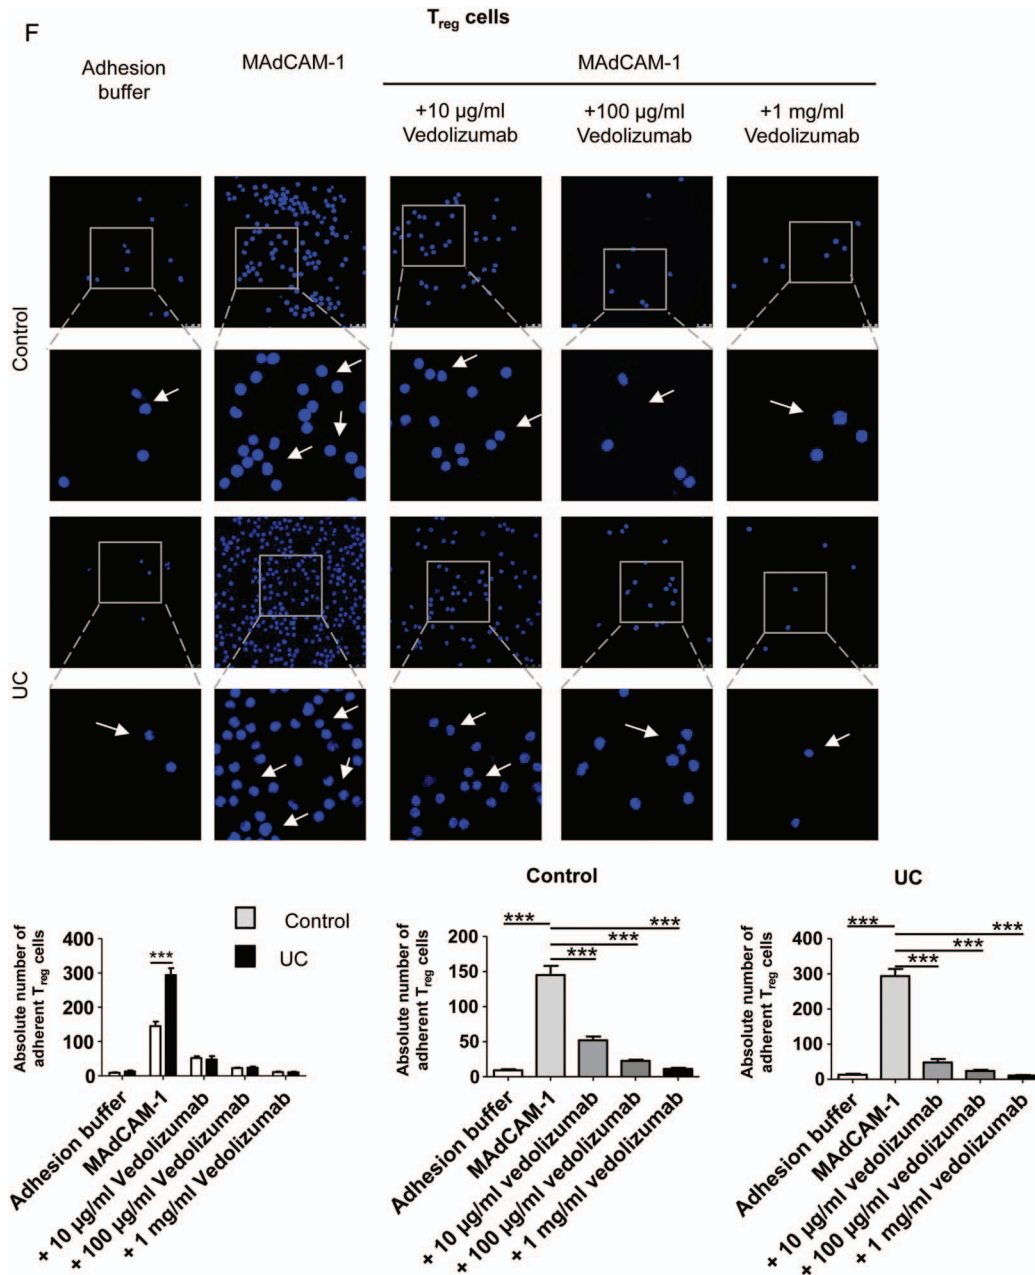 F
T_reg cells
Adhesion
buffer
MAdCAM-1
MAdCAM-1
+10 µg/ml
Vedolizumab
+100 µg/ml
Vedolizumab
+1 mg/ml
Vedolizumab
Control
UC
Control
UC
Absolute number of
adherent T_reg cells
400
300
200
100
0
***
Adhesion buffer
MAdCAM-1
+ 10 µg/ml Vedolizumab
+ 100 µg/ml Vedolizumab
+ 1 mg/ml Vedolizumab
Control
Absolute number of
adherent T_reg cells
200
150
100
50
0
***
***
***
***
Adhesion buffer
MAdCAM-1
+ 10 µg/ml vedolizumab
+ 100 µg/ml vedolizumab
+ 1 mg/ml vedolizumab
UC
Absolute number of
adherent T_reg cells
400
300
200
100
0
***
***
***
***
Adhesion buffer
MAdCAM-1
+ 10 µg/ml vedolizumab
+ 100 µg/ml vedolizumab
+ 1 mg/ml vedolizumab